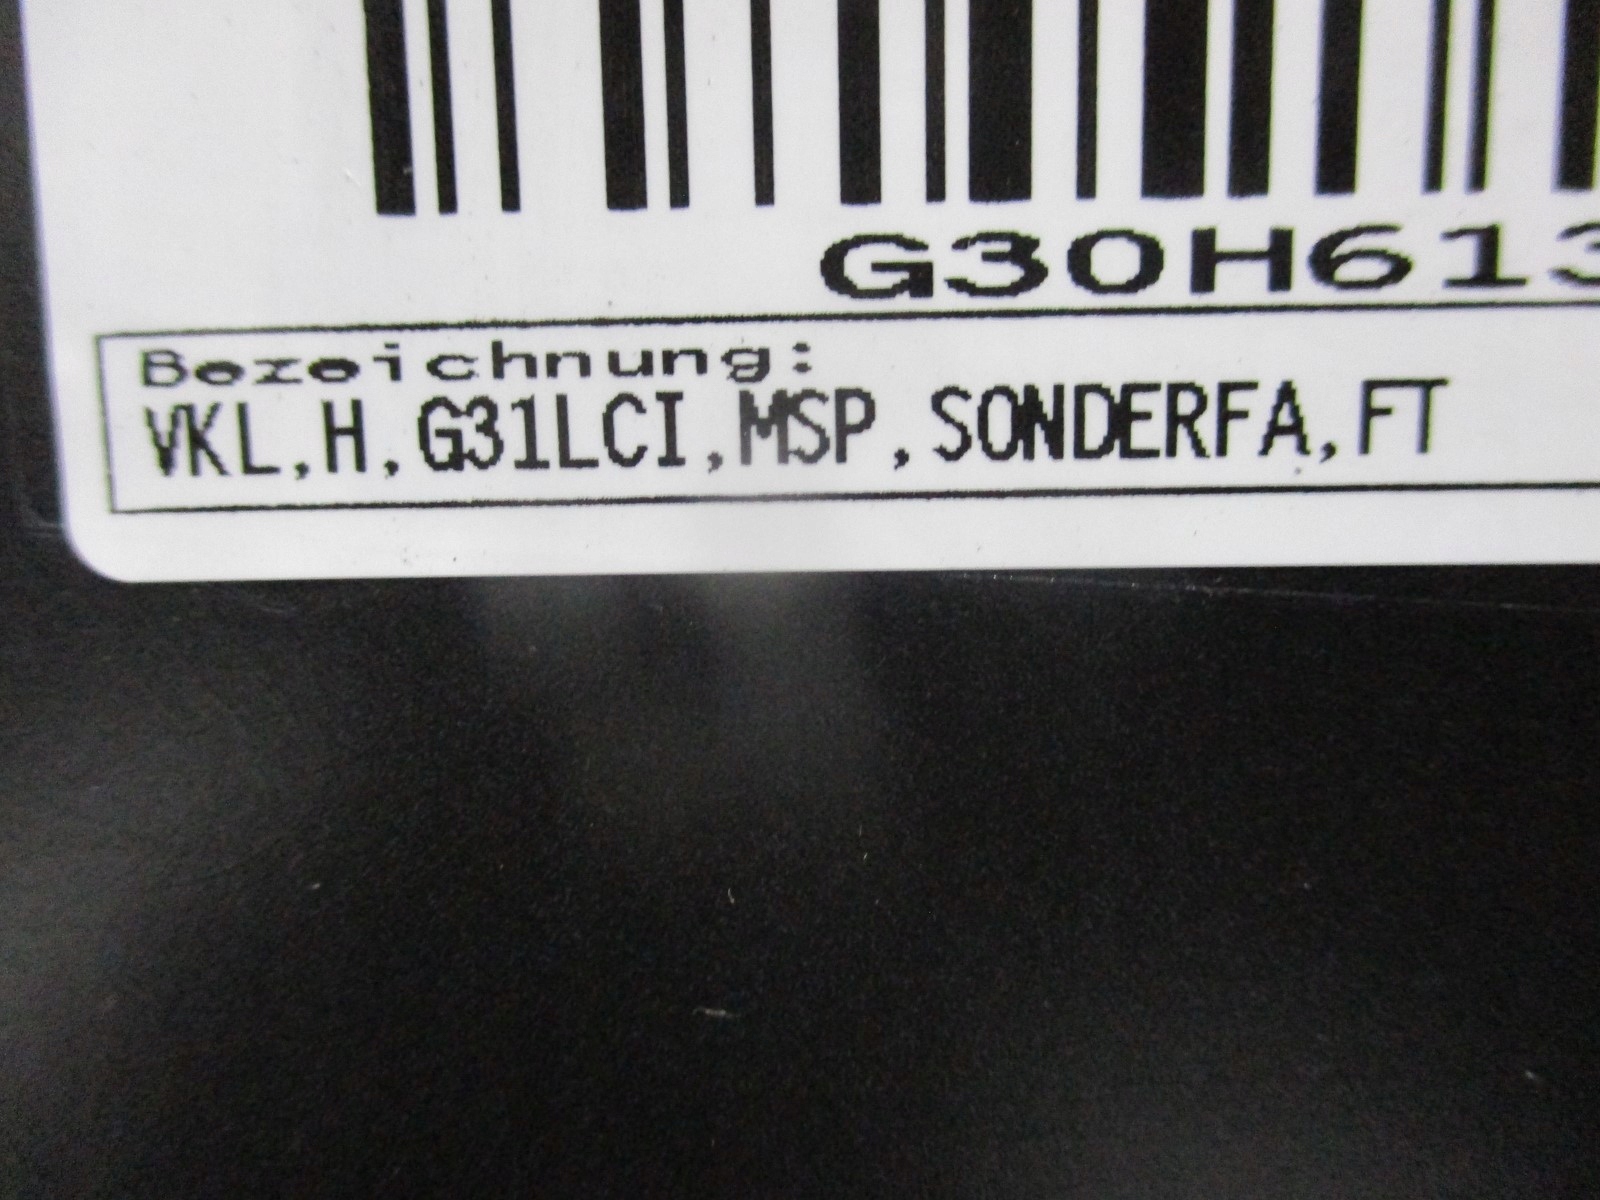 G30H613
Bezeichnung:
VKL,H,G31LCI,MSP,SONDERFA,FT